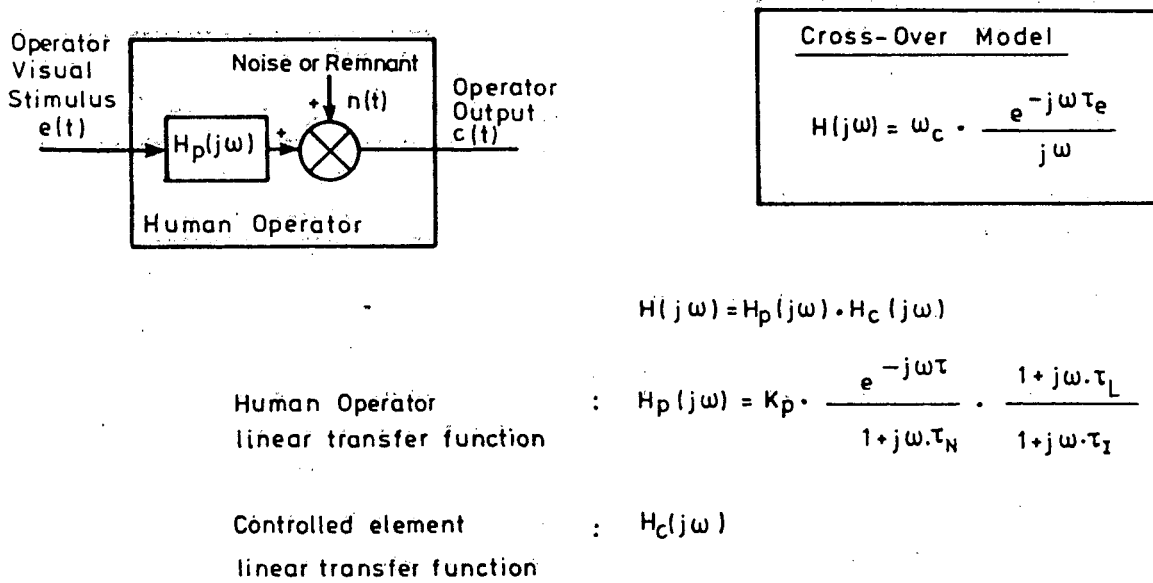 Operator
Visual
Stimulus
e(t)
Noise or Remnant
+
n(t)
Hp(jω)
+
Operator
Output
c(t)
Human Operator
Cross-Over Model
H(jω) = ωc · e^-jωτe / jω
H(jω) = Hp(jω) · Hc(jω)
Human Operator
linear transfer function
: Hp(jω) = Kp · e^-jωτ / 1+jω.τN · 1+jω.τL / 1+jω.τI
Controlled element
linear transfer function
: Hc(jω)